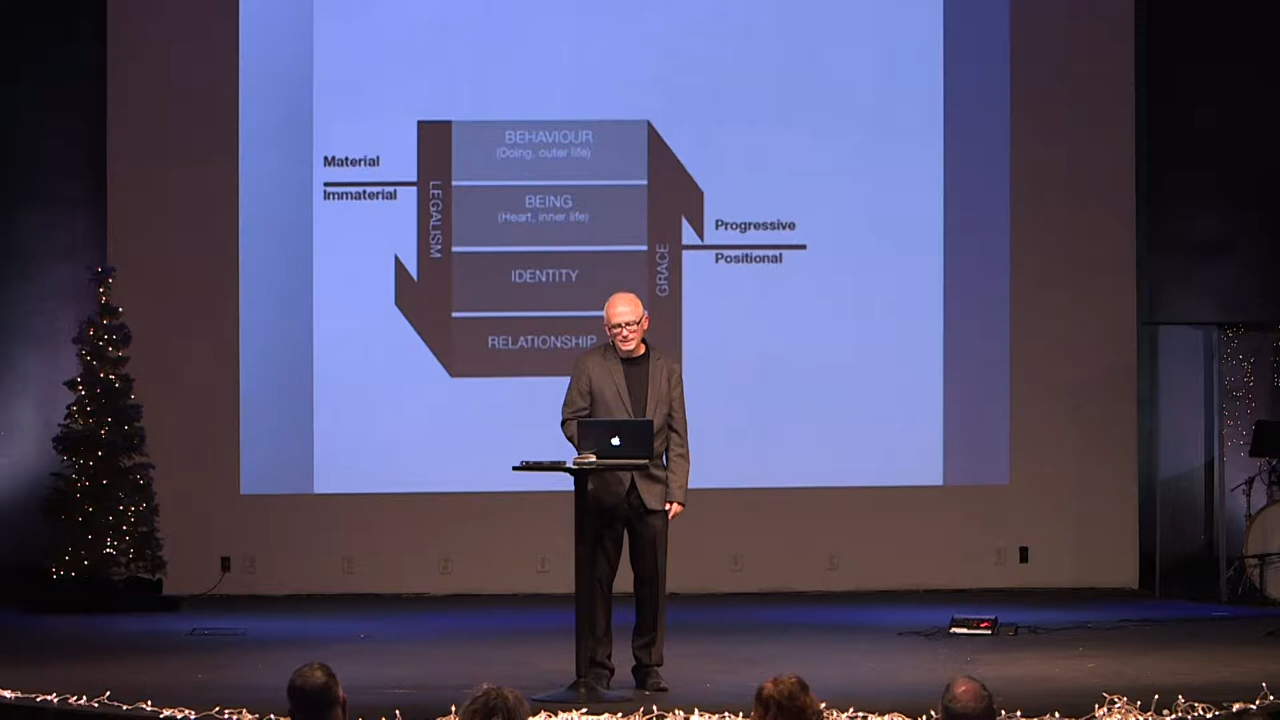 BEHAVIOUR
(Doing, outer life)
Material
Immaterial
LEGALISM
BEING
(Heart, inner life)
Progressive
Positional
GRACE
IDENTITY
RELATIONSHIP